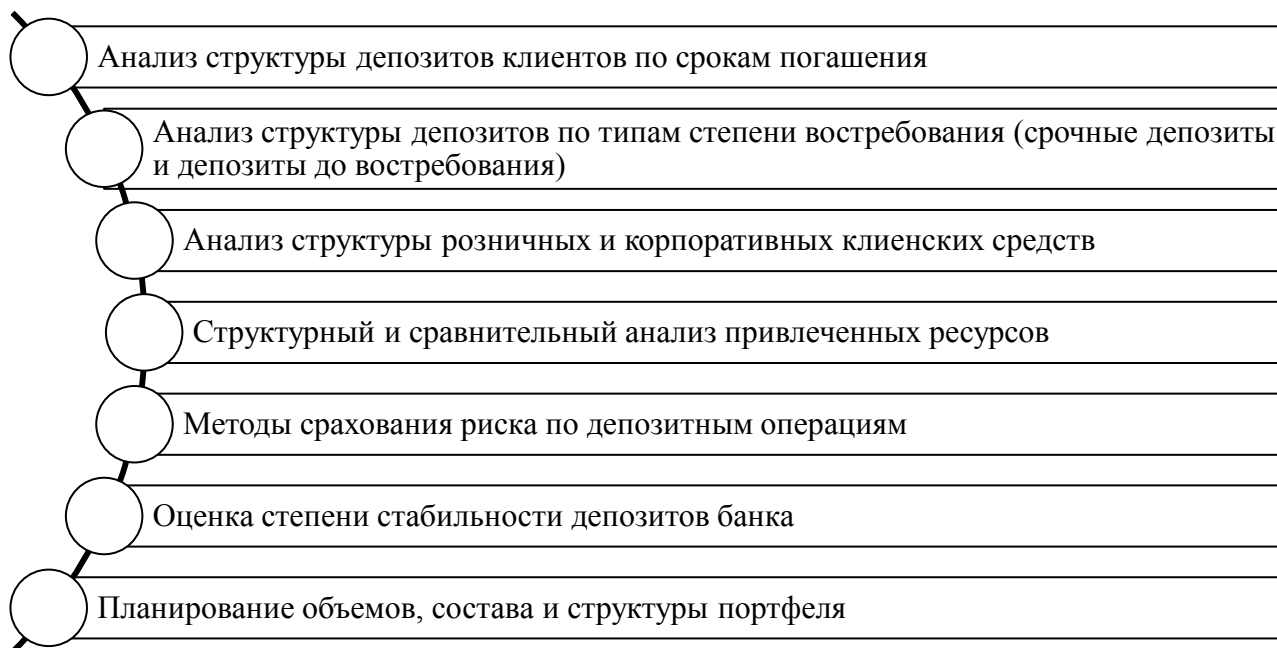 Анализ структуры депозитов клиентов по срокам погашения
Анализ структуры депозитов по типам степени востребования (срочные депозиты
и депозиты до востребования)
Анализ структуры розничных и корпоративных клиенских средств
Структурный и сравнительный анализ привлеченных ресурсов
Методы срахования риска по депозитным операциям
Оценка степени стабильности депозитов банка
Планирование объемов, состава и структуры портфеля